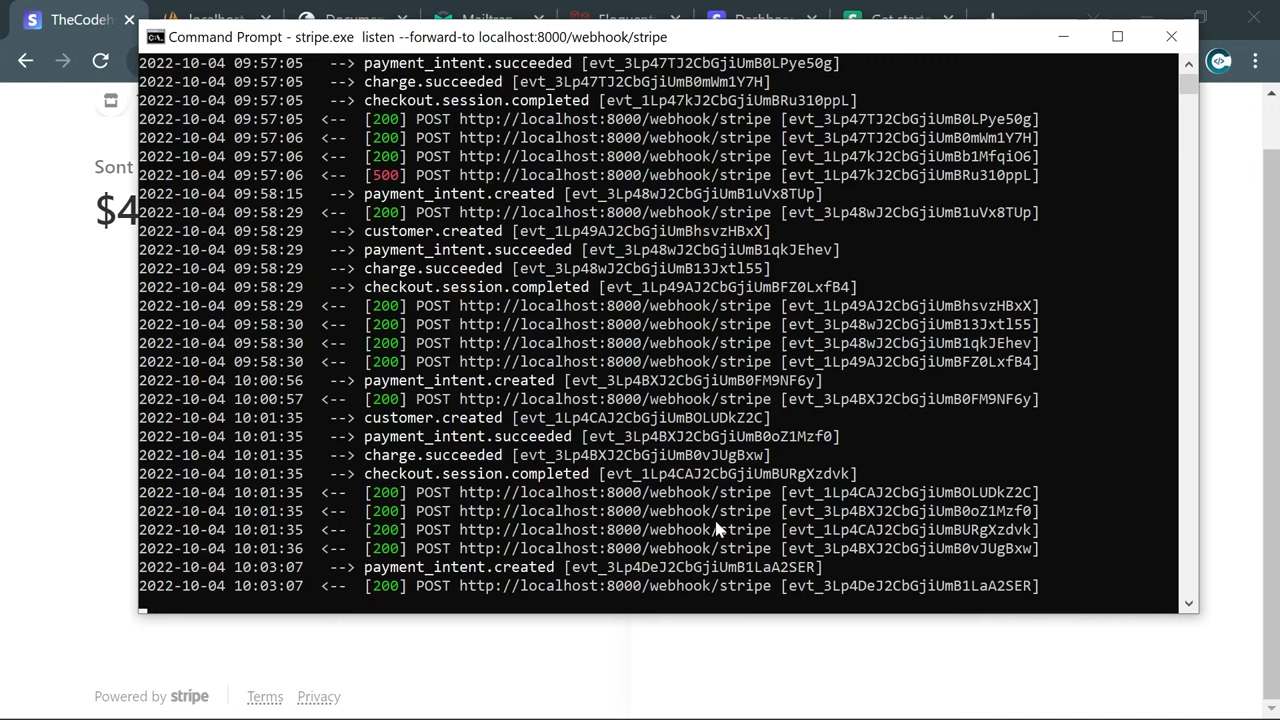 TheCodeh
Command Prompt - stripe.exe  listen --forward-to localhost:8000/webhook/stripe
2022-10-04 09:57:05   --> payment_intent.succeeded [evt_3Lp47TJ2CbGjiUmB0LPye50g]
2022-10-04 09:57:05   --> charge.succeeded [evt_3Lp47TJ2CbGjiUmB0mWm1Y7H]
2022-10-04 09:57:05   --> checkout.session.completed [evt_1Lp47kJ2CbGjiUmBRu310ppL]
2022-10-04 09:57:05  <--  [200] POST http://localhost:8000/webhook/stripe [evt_3Lp47TJ2CbGjiUmB0LPye50g]
2022-10-04 09:57:06  <--  [200] POST http://localhost:8000/webhook/stripe [evt_3Lp47TJ2CbGjiUmB0mWm1Y7H]
2022-10-04 09:57:06  <--  [200] POST http://localhost:8000/webhook/stripe [evt_1Lp47kJ2CbGjiUmBb1MfqiO6]
2022-10-04 09:57:06  <--  [500] POST http://localhost:8000/webhook/stripe [evt_1Lp47kJ2CbGjiUmBRu310ppL]
2022-10-04 09:58:15   --> payment_intent.created [evt_3Lp48wJ2CbGjiUmB1uVx8TUp]
2022-10-04 09:58:29  <--  [200] POST http://localhost:8000/webhook/stripe [evt_3Lp48wJ2CbGjiUmB1uVx8TUp]
2022-10-04 09:58:29   --> customer.created [evt_1Lp49AJ2CbGjiUmBhsvzHBxX]
2022-10-04 09:58:29   --> payment_intent.succeeded [evt_3Lp48wJ2CbGjiUmB1qkJEhev]
2022-10-04 09:58:29   --> charge.succeeded [evt_3Lp48wJ2CbGjiUmB13Jxtl55]
2022-10-04 09:58:29   --> checkout.session.completed [evt_1Lp49AJ2CbGjiUmBFZ0LxfB4]
2022-10-04 09:58:29  <--  [200] POST http://localhost:8000/webhook/stripe [evt_1Lp49AJ2CbGjiUmBhsvzHBxX]
2022-10-04 09:58:30  <--  [200] POST http://localhost:8000/webhook/stripe [evt_3Lp48wJ2CbGjiUmB13Jxtl55]
2022-10-04 09:58:30  <--  [200] POST http://localhost:8000/webhook/stripe [evt_3Lp48wJ2CbGjiUmB1qkJEhev]
2022-10-04 09:58:30  <--  [200] POST http://localhost:8000/webhook/stripe [evt_1Lp49AJ2CbGjiUmBFZ0LxfB4]
2022-10-04 10:00:56   --> payment_intent.created [evt_3Lp4BXJ2CbGjiUmB0FM9NF6y]
2022-10-04 10:00:57  <--  [200] POST http://localhost:8000/webhook/stripe [evt_3Lp4BXJ2CbGjiUmB0FM9NF6y]
2022-10-04 10:01:35   --> customer.created [evt_1Lp4CAJ2CbGjiUmBOLUDkZ2C]
2022-10-04 10:01:35   --> payment_intent.succeeded [evt_3Lp4BXJ2CbGjiUmB0oZ1Mzf0]
2022-10-04 10:01:35   --> charge.succeeded [evt_3Lp4BXJ2CbGjiUmB0vJUgBxw]
2022-10-04 10:01:35   --> checkout.session.completed [evt_1Lp4CAJ2CbGjiUmBURgXzdvk]
2022-10-04 10:01:35  <--  [200] POST http://localhost:8000/webhook/stripe [evt_1Lp4CAJ2CbGjiUmBOLUDkZ2C]
2022-10-04 10:01:35  <--  [200] POST http://localhost:8000/webhook/stripe [evt_3Lp4BXJ2CbGjiUmB0oZ1Mzf0]
2022-10-04 10:01:35  <--  [200] POST http://localhost:8000/webhook/stripe [evt_1Lp4CAJ2CbGjiUmBURgXzdvk]
2022-10-04 10:01:36  <--  [200] POST http://localhost:8000/webhook/stripe [evt_3Lp4BXJ2CbGjiUmB0vJUgBxw]
2022-10-04 10:03:07   --> payment_intent.created [evt_3Lp4DeJ2CbGjiUmB1LaA2SER]
2022-10-04 10:03:07  <--  [200] POST http://localhost:8000/webhook/stripe [evt_3Lp4DeJ2CbGjiUmB1LaA2SER]
Sont
$4
Powered by stripe
Terms
Privacy